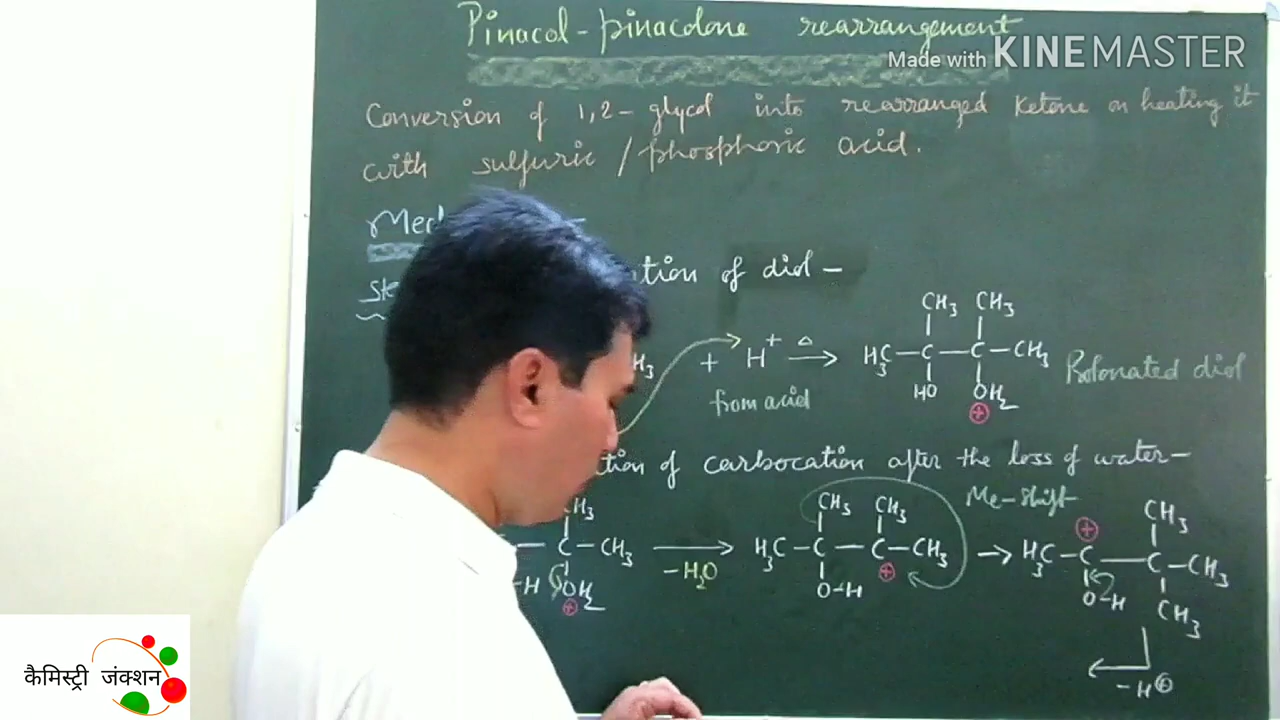 Pinacol-pinacolone rearrangement
Made with KINEMASTER
Conversion of 1,2-glycol into rearranged ketone on heating it
with sulfuric/phosphoric acid.
of diol-
CH3 CH3
+ H+ △ H3C-C-C-CH3 Protonated diol
from acid HO OH2
⊕
of carbocation after the loss of water-
Me-shift
CH3 CH3 CH3 ⊕ CH3
C-CH3 -H2O H3C-C-C-CH3 H3C-C-C-CH3
-H OH2 O-H ⊕ O-H CH3
⊕
-H⊕
कैमिस्ट्री जंक्शन